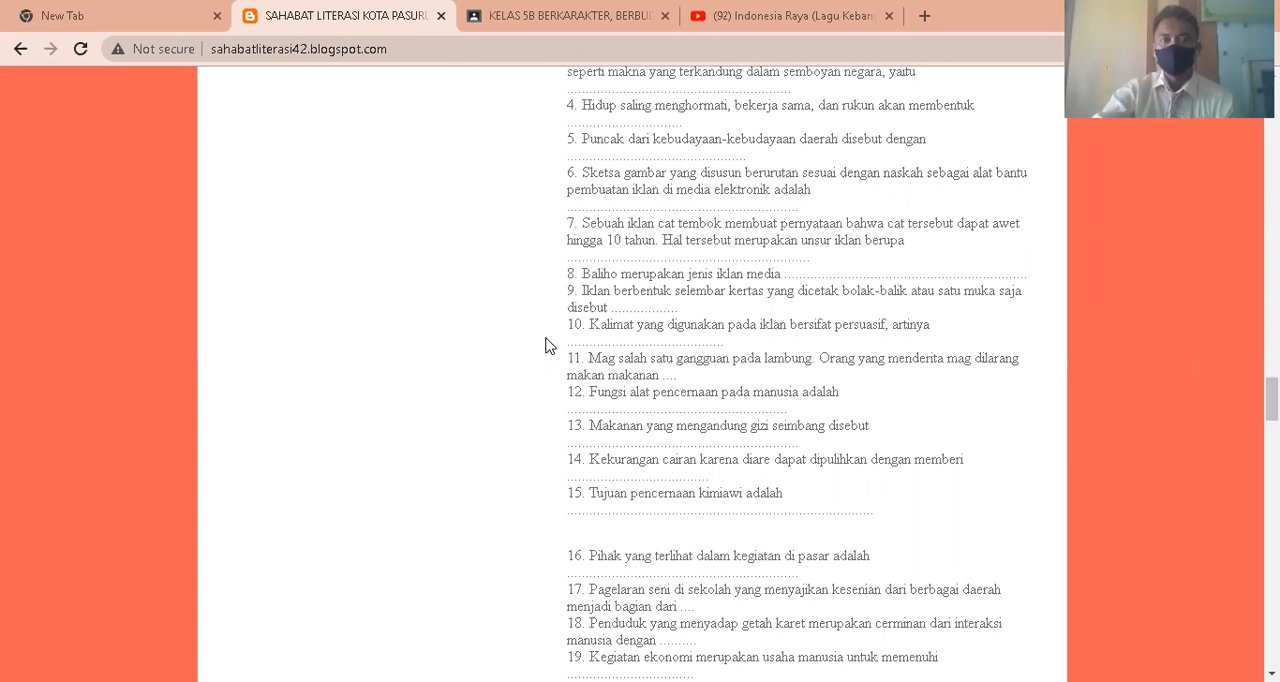 New Tab
SAHABAT LITERASI KOTA PASURU
KELAS 5B BERKARAKTER, BERBUD
(92) Indonesia Raya (Lagu Kebang
Not secure
sahabatliterasi42.blogspot.com
seperti makna yang terkandung dalam semboyan negara, yaitu
......................................................
4. Hidup saling menghormati, bekerja sama, dan rukun akan membentuk
............................
5. Puncak dari kebudayaan-kebudayaan daerah disebut dengan
...........................................
6. Sketsa gambar yang disusun berurutan sesuai dengan naskah sebagai alat bantu
pembuatan iklan di media elektronik adalah
........................................................
7. Sebuah iklan cat tembok membuat pernyataan bahwa cat tersebut dapat awet
hingga 10 tahun. Hal tersebut merupakan unsur iklan berupa
...........................................................
8. Baliho merupakan jenis iklan media ...........................................................
9. Iklan berbentuk selembar kertas yang dicetak bolak-balik atau satu muka saja
disebut .................
10. Kalimat yang digunakan pada iklan bersifat persuasif, artinya
......................................
11. Mag salah satu gangguan pada lambung. Orang yang menderita mag dilarang
makan makanan ....
12. Fungsi alat pencernaan pada manusia adalah
.....................................................
13. Makanan yang mengandung gizi seimbang disebut
........................................................
14. Kekurangan cairan karena diare dapat dipulihkan dengan memberi
..................................
15. Tujuan pencernaan kimiawi adalah
..........................................................................
16. Pihak yang terlihat dalam kegiatan di pasar adalah
........................................................
17. Pagelaran seni di sekolah yang menyajikan kesenian dari berbagai daerah
menjadi bagian dari ....
18. Penduduk yang menyadap getah karet merupakan cerminan dari interaksi
manusia dengan ..........
19. Kegiatan ekonomi merupakan usaha manusia untuk memenuhi
...............................